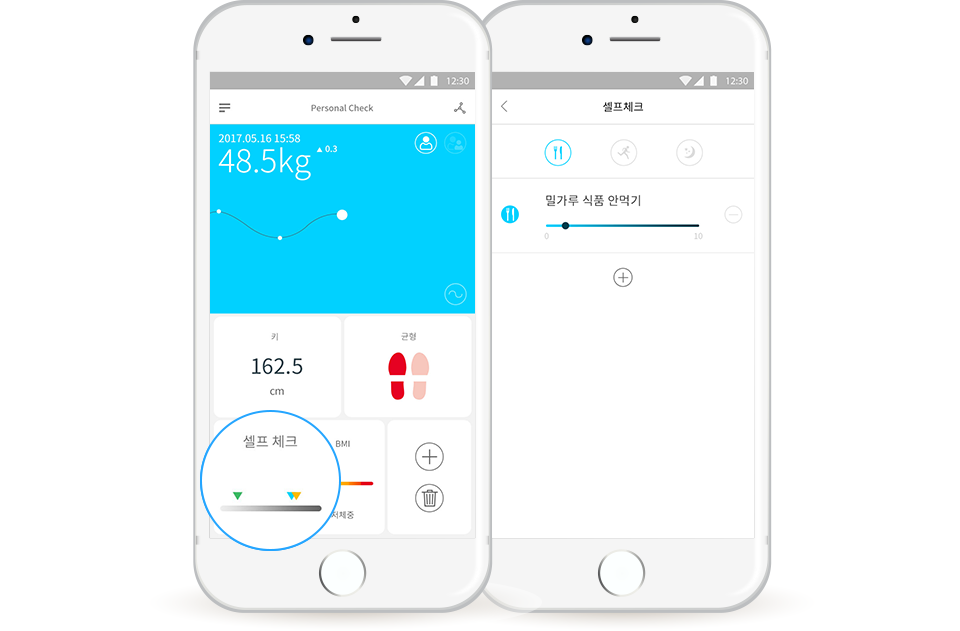 12:30
Personal Check
2017.05.16 15:58
48.5kg ▲ 0.3
키
162.5
cm
균형
셀프 체크
BMI
저체중
12:30
셀프체크
밀가루 식품 안먹기
0 10